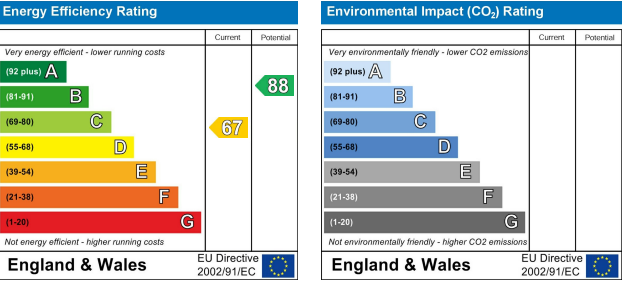 Energy Efficiency Rating
Current
Potential
Very energy efficient - lower running costs
(92 plus) A
(81-91) B
(69-80) C
(55-68) D
(39-54) E
(21-38) F
(1-20) G
67
88
Not energy efficient - higher running costs
England & Wales
EU Directive
2002/91/EC
Environmental Impact (CO₂) Rating
Current
Potential
Very environmentally friendly - lower CO2 emissions
(92 plus) A
(81-91) B
(69-80) C
(55-68) D
(39-54) E
(21-38) F
(1-20) G
Not environmentally friendly - higher CO2 emissions
England & Wales
EU Directive
2002/91/EC